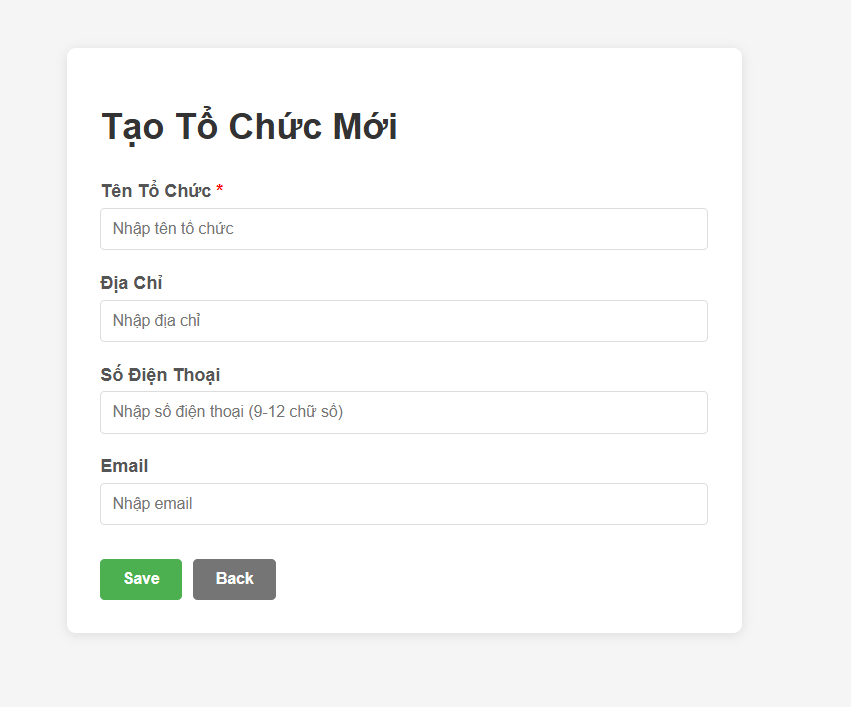 Tạo Tổ Chức Mới
Tên Tổ Chức *
Nhập tên tổ chức
Địa Chỉ
Nhập địa chỉ
Số Điện Thoại
Nhập số điện thoại (9-12 chữ số)
Email
Nhập email
Save Back